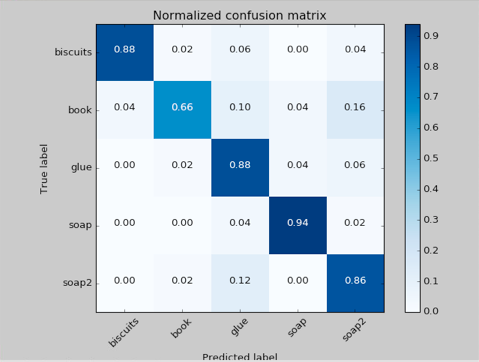 Normalized confusion matrix
biscuits 0.88 0.02 0.06 0.00 0.04
book 0.04 0.66 0.10 0.04 0.16
glue 0.00 0.02 0.88 0.04 0.06
soap 0.00 0.00 0.04 0.94 0.02
soap2 0.00 0.02 0.12 0.00 0.86
True label
biscuits book glue soap soap2
Predicted label
0.9
0.8
0.7
0.6
0.5
0.4
0.3
0.2
0.1
0.0